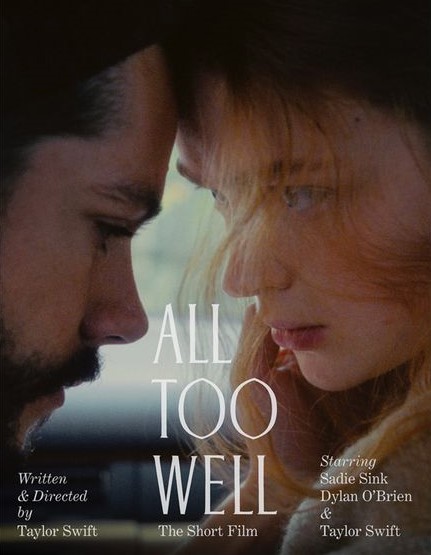 ALL
TOO
WELL
Written
& Directed
by
Taylor Swift
The Short Film
Starring
Sadie Sink
Dylan O'Brien
&
Taylor Swift